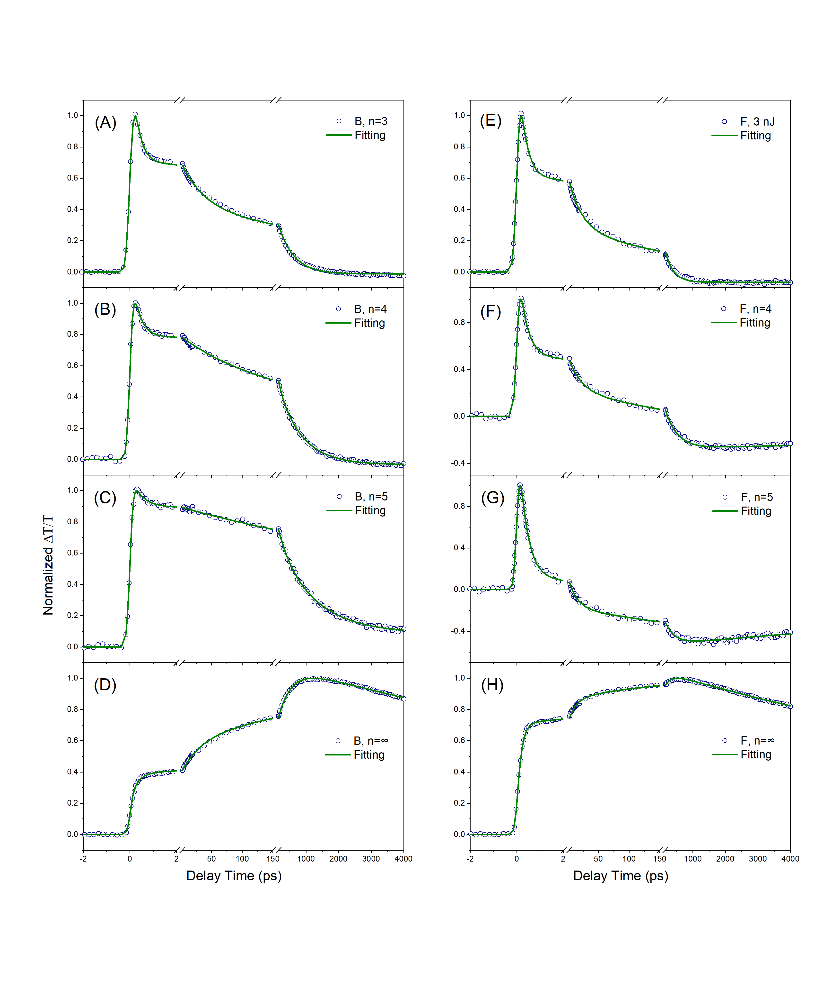 (A)
B, n=3
Fitting
1.0
0.8
0.6
0.4
0.2
0.0
(E)
F, 3 nJ
Fitting
1.0
0.8
0.6
0.4
0.2
0.0
(B)
B, n=4
Fitting
1.0
0.8
0.6
0.4
0.2
0.0
(F)
F, n=4
Fitting
0.8
0.4
0.0
-0.4
(C)
B, n=5
Fitting
1.0
0.8
0.6
0.4
0.2
0.0
(G)
F, n=5
Fitting
0.8
0.4
0.0
-0.4
(D)
B, n=∞
Fitting
1.0
0.8
0.6
0.4
0.2
0.0
(H)
F, n=∞
Fitting
1.0
0.8
0.6
0.4
0.2
0.0
Normalized ΔT/T
-2 0 2 50 100 150 1000 2000 3000 4000
-2 0 2 50 100 150 1000 2000 3000 4000
Delay Time (ps)
Delay Time (ps)